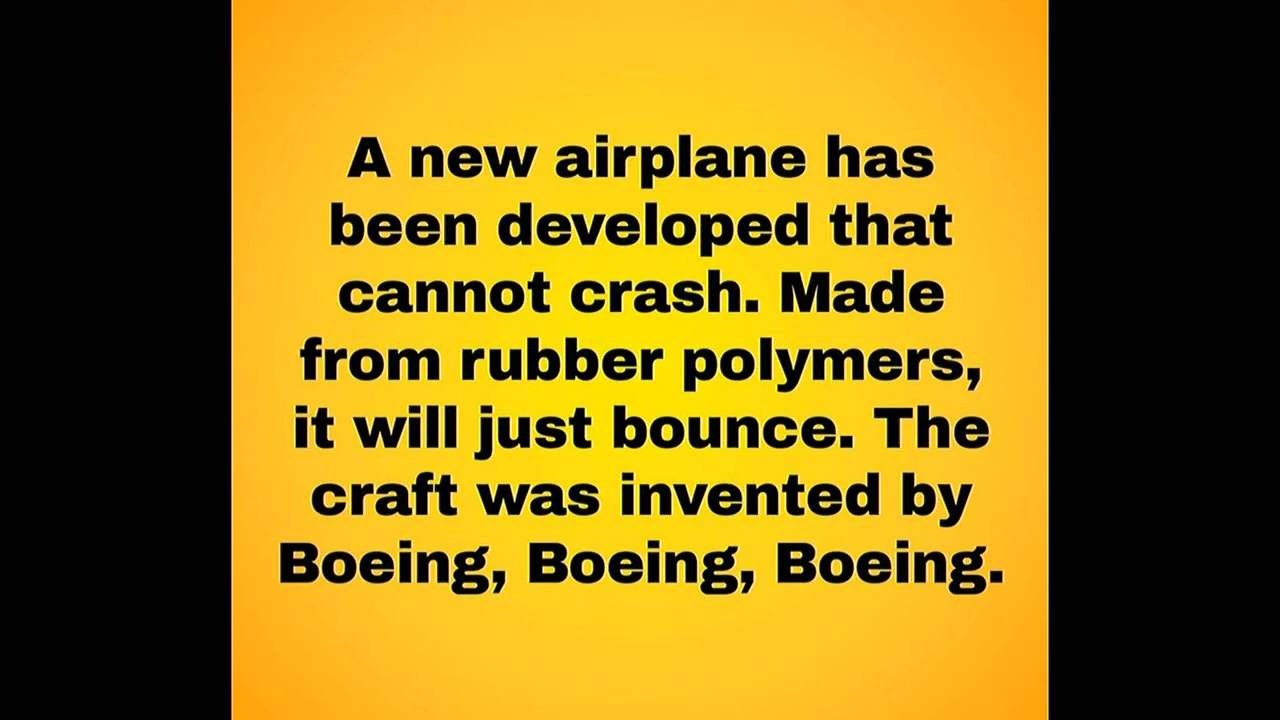 A new airplane has
been developed that
cannot crash. Made
from rubber polymers,
it will just bounce. The
craft was invented by
Boeing, Boeing, Boeing.